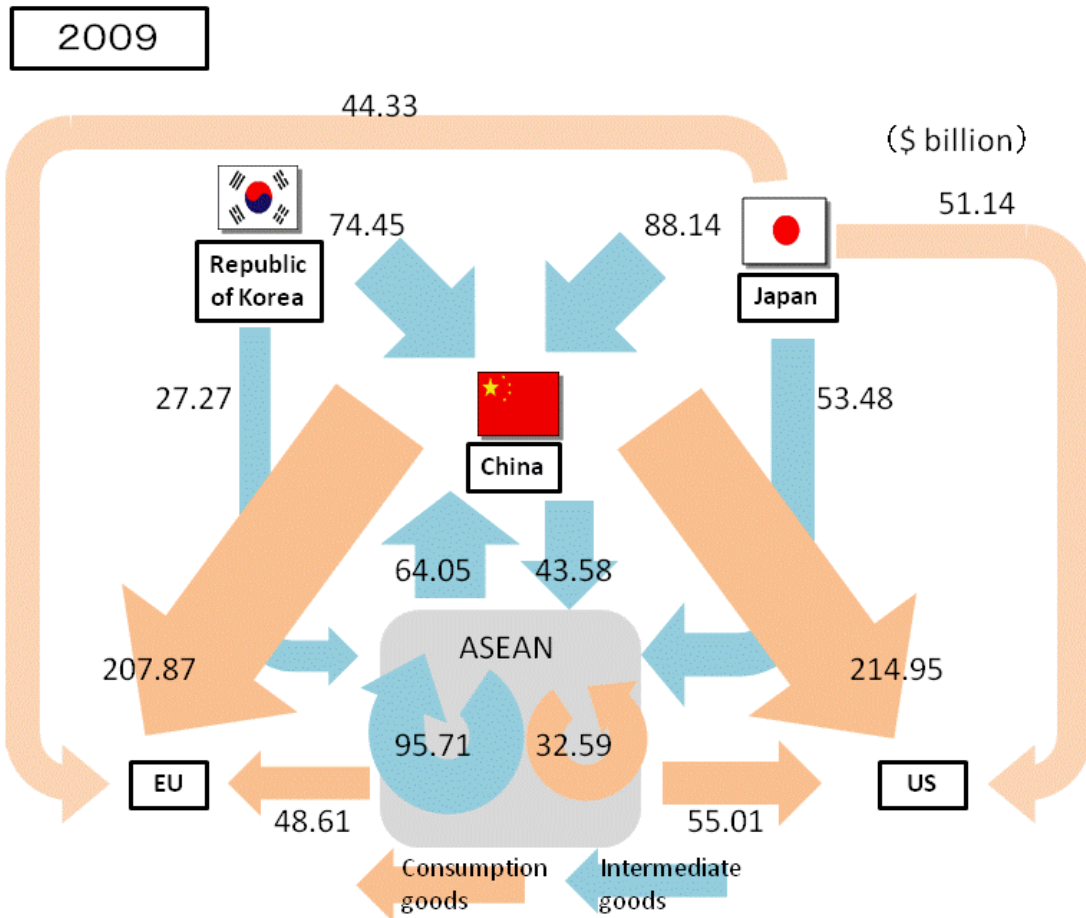 ２００９
44.33
（$ billion）
51.14
74.45
88.14
Republic
of Korea
Japan
27.27
53.48
China
64.05
43.58
ASEAN
207.87
214.95
95.71
32.59
EU
US
48.61
55.01
Consumption
goods
Intermediate
goods